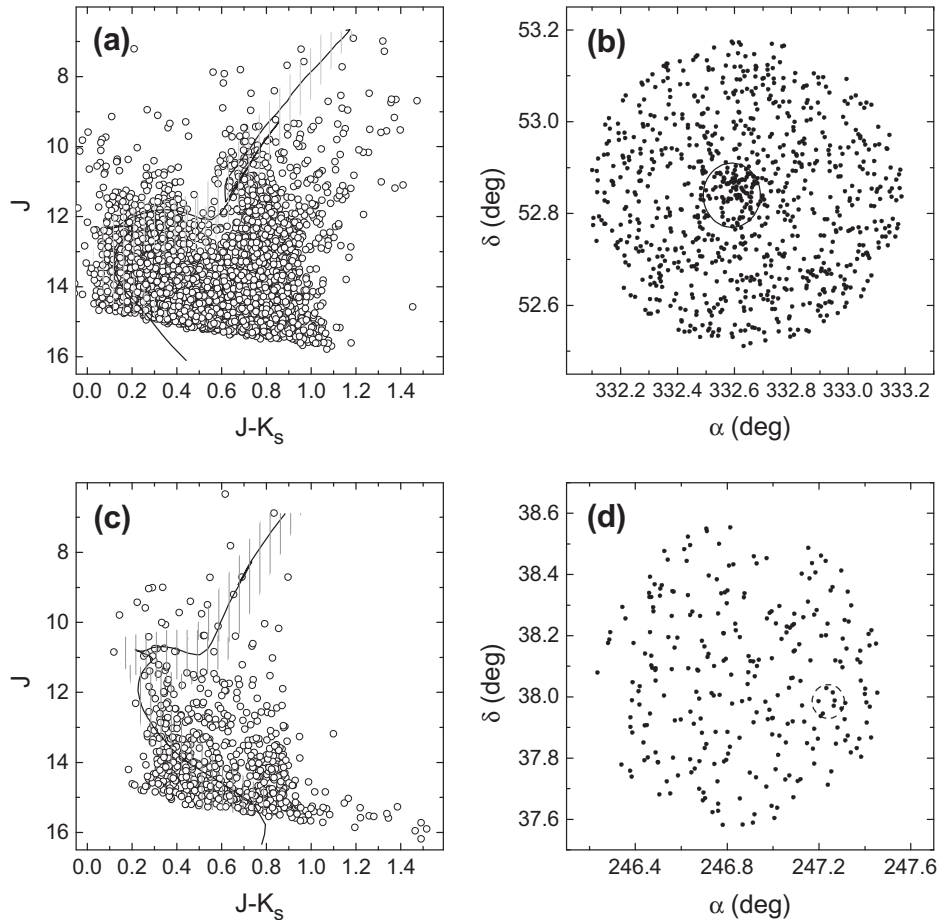 (a)
8
10
12
14
16
J
0.0 0.2 0.4 0.6 0.8 1.0 1.2 1.4
J-Ks
(b)
53.2
53.0
52.8
52.6
δ (deg)
332.2 332.4 332.6 332.8 333.0 333.2
α (deg)
(c)
8
10
12
14
16
J
0.0 0.2 0.4 0.6 0.8 1.0 1.2 1.4
J-Ks
(d)
38.6
38.4
38.2
38.0
37.8
37.6
δ (deg)
246.4 246.8 247.2 247.6
α (deg)